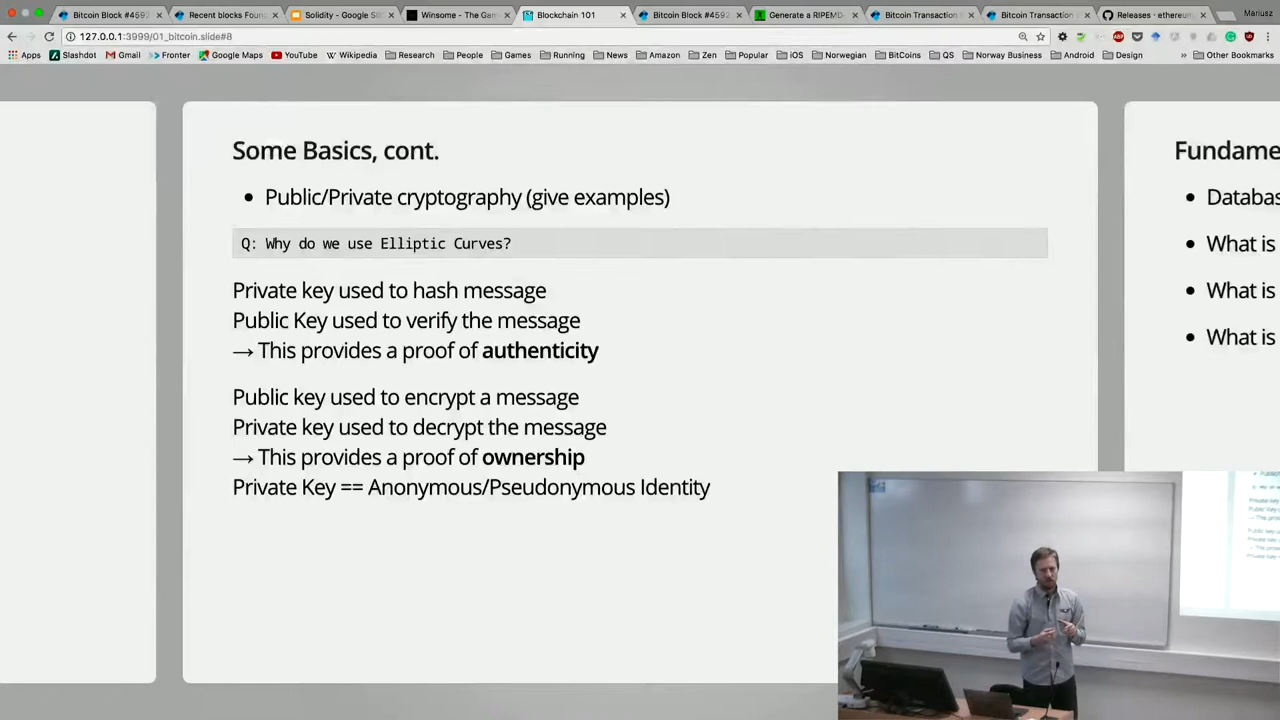 Bitcoin Block #4592
Recent blocks Foun
Solidity - Google Sli
Winsome - The Gam
Blockchain 101
Bitcoin Block #4592
Generate a RIPEMD
Bitcoin Transaction
Bitcoin Transaction
Releases · ethereum
Mariusz
127.0.0.1:3999/01_bitcoin.slide#8
Apps Slashdot Gmail Fronter Google Maps YouTube Wikipedia Research People Games Running News Amazon Zen Popular iOS Norwegian BitCoins QS Norway Business Android Design » Other Bookmarks
Some Basics, cont.
• Public/Private cryptography (give examples)
Q: Why do we use Elliptic Curves?
Private key used to hash message
Public Key used to verify the message
→ This provides a proof of authenticity
Public key used to encrypt a message
Private key used to decrypt the message
→ This provides a proof of ownership
Private Key == Anonymous/Pseudonymous Identity
Fundame
• Databas
• What is
• What is
• What is